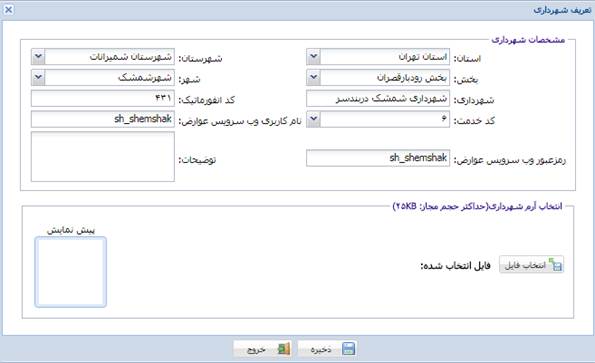 تعریف شهرداری
مشخصات شهرداری
استان: استان تهران شهرستان: شهرستان شمیرانات
بخش: بخش رودبارقصران شهر: شهرشمشک
شهرداری: شهرداری شمشک دربندسر کد انفورماتیک: ۴۳۱
کد خدمت: ۶ نام کاربری وب سرویس عوارض: sh_shemshak
رمزعبور وب سرویس عوارض: sh_shemshak توضیحات:
انتخاب آرم شهرداری(حداکثر حجم مجاز: ۲۵KB)
پیش نمایش
انتخاب فایل فایل انتخاب شده:
ذخیره خروج